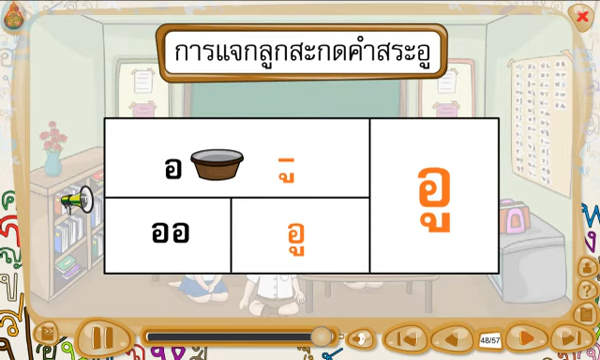 การแจกลูกสะกดคำสระอู
อ -ู อู
ออ อู
48/57